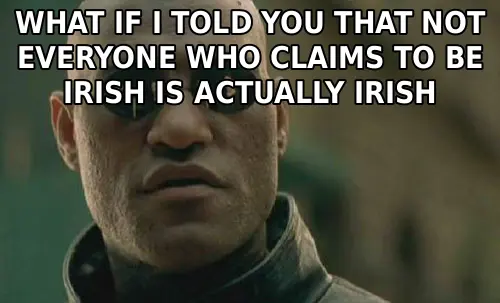 WHAT IF I TOLD YOU THAT NOT
EVERYONE WHO CLAIMS TO BE
IRISH IS ACTUALLY IRISH